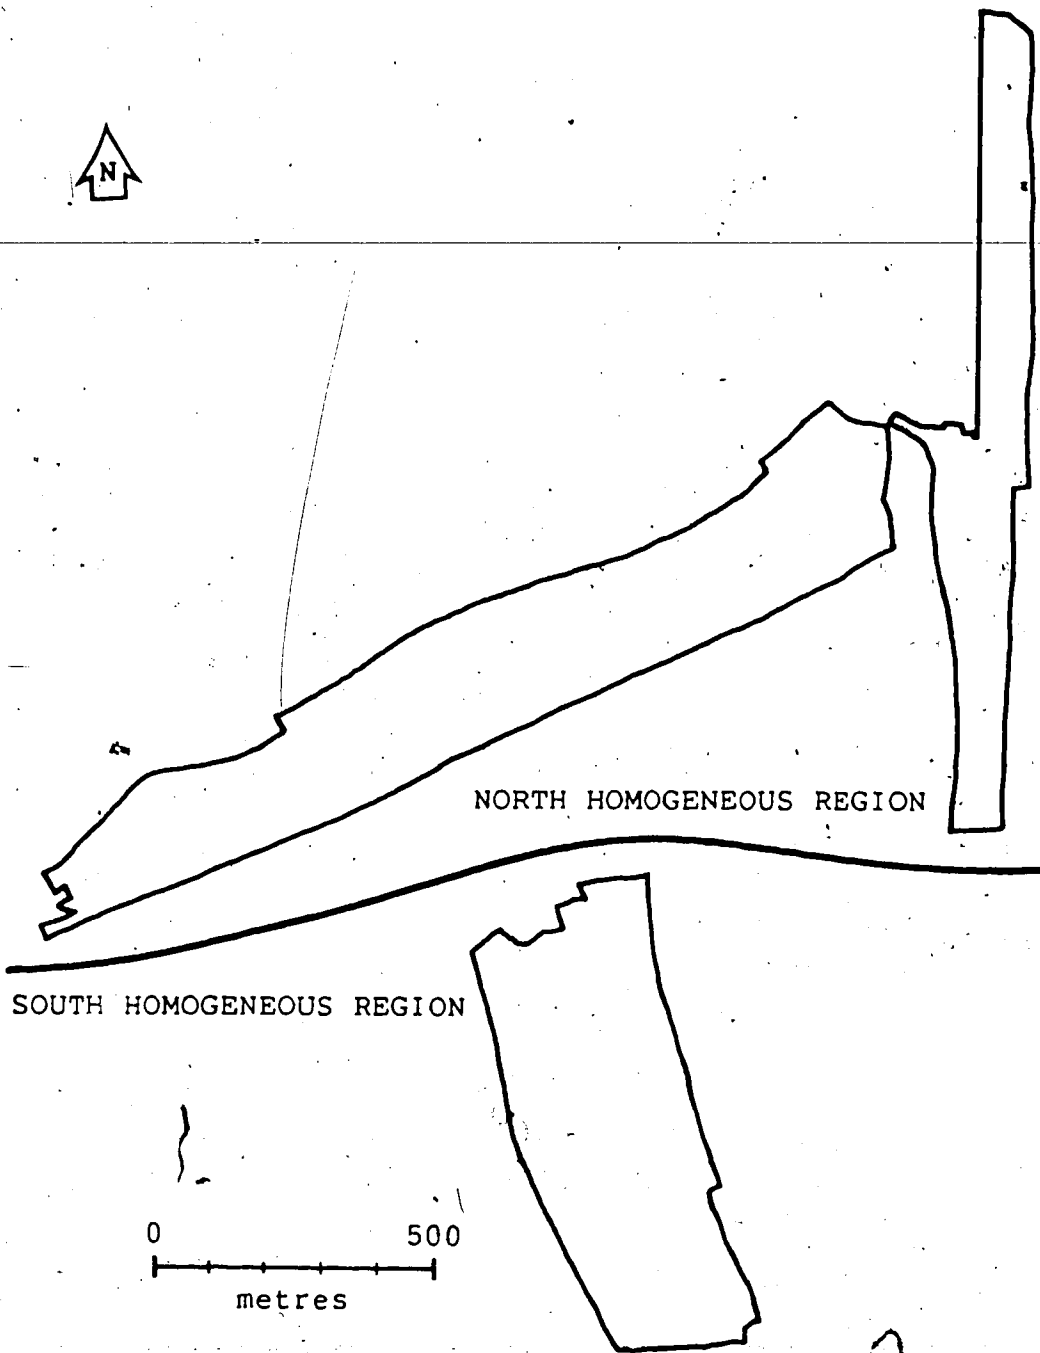 N
NORTH HOMOGENEOUS REGION
SOUTH HOMOGENEOUS REGION
0 500
metres